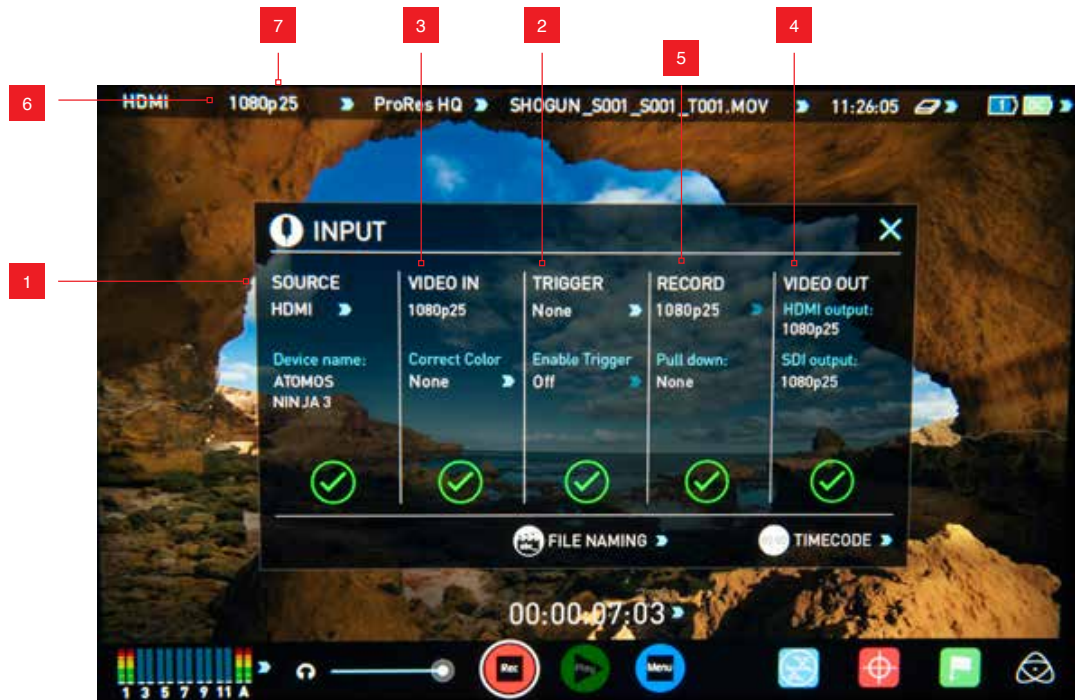 7
3
2
4
5
6
HDMI 1080p25 ProRes HQ SHOGUN_S001_S001_T001.MOV 11:26:05 1 DC
INPUT
1
SOURCE
HDMI
Device name:
ATOMOS
NINJA 3
VIDEO IN
1080p25
Correct Color
None
TRIGGER
None
Enable Trigger
Off
RECORD
1080p25
Pull down:
None
VIDEO OUT
HDMI output:
1080p25
SDI output:
1080p25
FILE NAMING
TIMECODE
00:00:07:03
1 3 5 7 9 11 A
Rec
Play
Menu